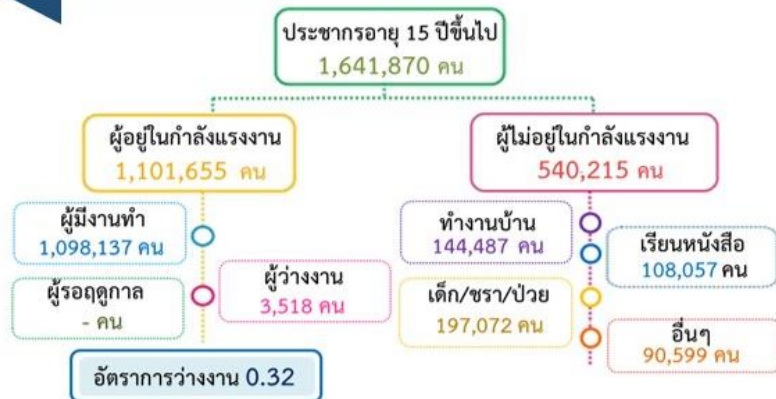 ประชากรอายุ 15 ปีขึ้นไป
1,641,870 คน
ผู้อยู่ในกำลังแรงงาน
1,101,655 คน
ผู้มีงานทำ
1,098,137 คน
ผู้ว่างงาน
3,518 คน
ผู้รอฤดูกาล
- คน
อัตราการว่างงาน 0.32
ผู้ไม่อยู่ในกำลังแรงงาน
540,215 คน
ทำงานบ้าน
144,487 คน
เรียนหนังสือ
108,057 คน
เด็ก/ชรา/ป่วย
197,072 คน
อื่นๆ
90,599 คน